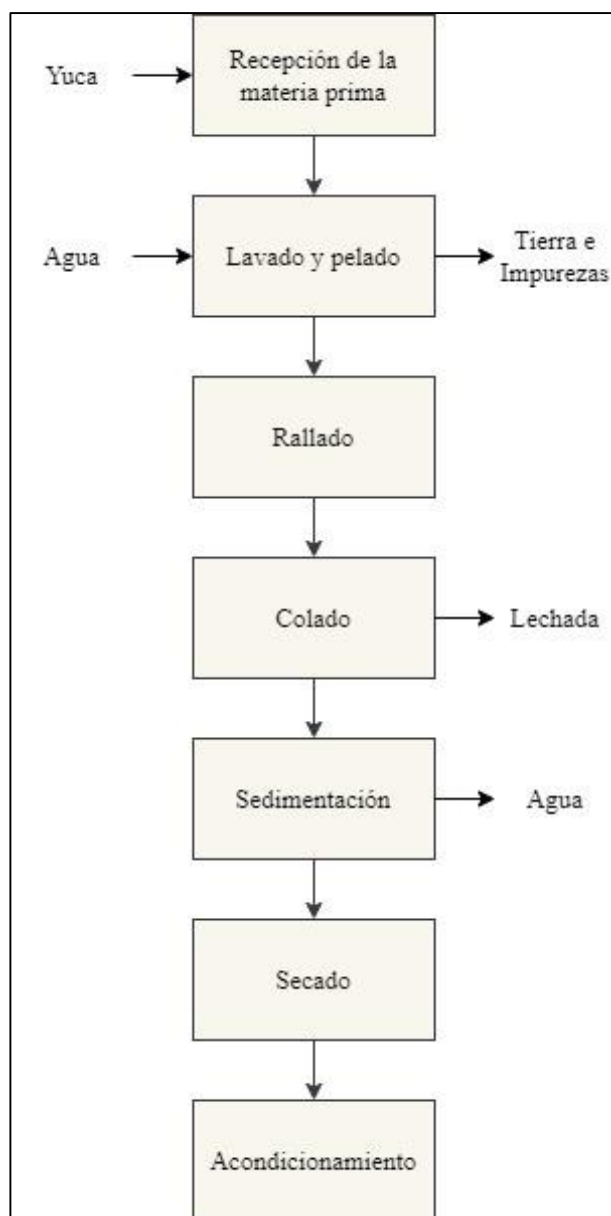 Yuca
Recepción de la
materia prima
Agua
Lavado y pelado
Tierra e
Impurezas
Rallado
Colado
Lechada
Sedimentación
Agua
Secado
Acondicionamiento